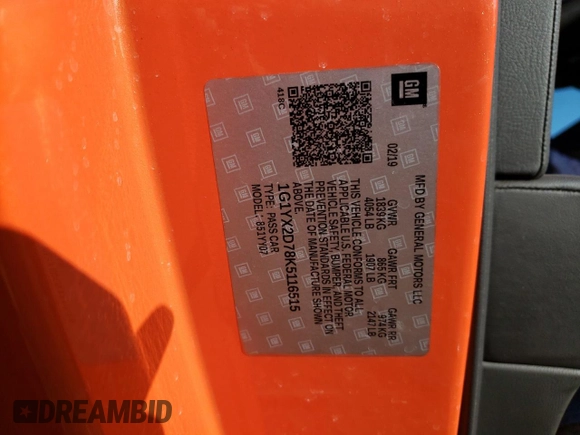 GM
418C
02/19
MFD BY GENERAL MOTORS LLC
GVWR GAWR FRT GAWR RR
1839 KG 865 KG 974 KG
4054 LB 1907 LB 2147 LB
THIS VEHICLE CONFORMS TO ALL
APPLICABLE U.S. FEDERAL MOTOR
VEHICLE SAFETY, BUMPER, AND THEFT
PREVENTION STANDARDS IN EFFECT ON
THE DATE OF MANUFACTURE SHOWN
ABOVE.
1G1YX2D78K5116515
TYPE: PASS CAR
MODEL: 851YY07
DREAMBID